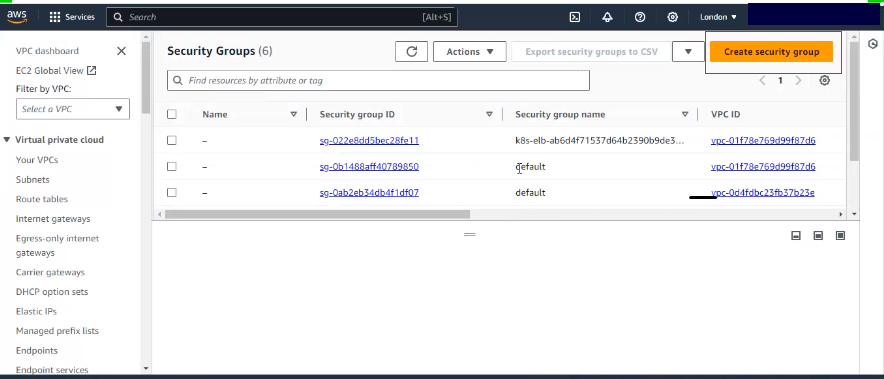 aws
Services
Search
[Alt+S]
London
VPC dashboard
EC2 Global View
Filter by VPC:
Select a VPC
Virtual private cloud
Your VPCs
Subnets
Route tables
Internet gateways
Egress-only internet
gateways
Carrier gateways
DHCP option sets
Elastic IPs
Managed prefix lists
Endpoints
Endpoint services
Security Groups (6)
Actions
Export security groups to CSV
Create security group
Find resources by attribute or tag
1
Name Security group ID Security group name VPC ID
– sg-022e8dd5bec28fe11 k8s-elb-ab6d4f71537d64b2390b9de3... vpc-01f78e769d99f87d6
– sg-0b1488aff40789850 default vpc-01f78e769d99f87d6
– sg-0ab2eb34db4f1df07 default vpc-0d4fdbc23fb37b23e